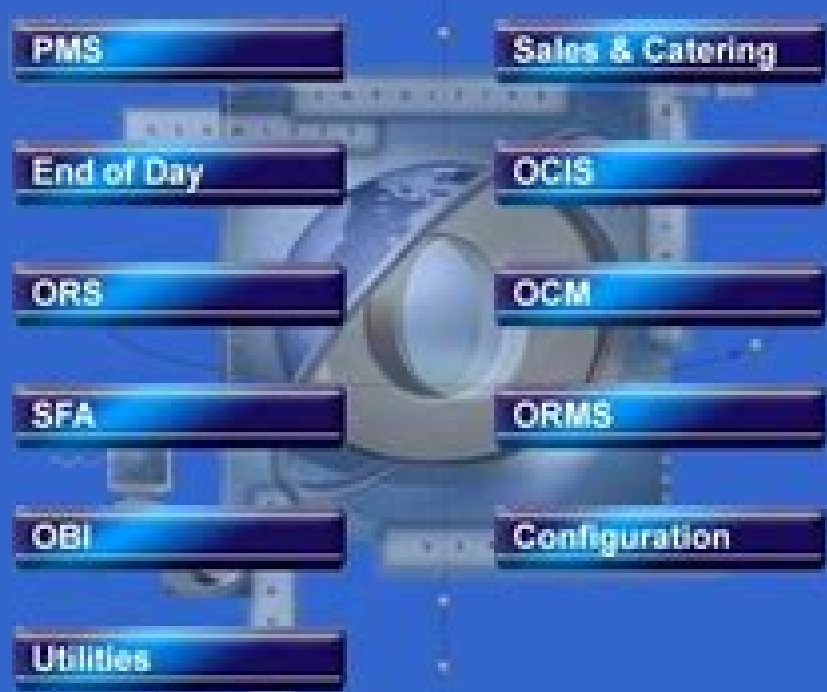 PMS
Sales & Catering
End of Day
OCIS
ORS
OCM
SFA
ORMS
OBI
Configuration
Utilities